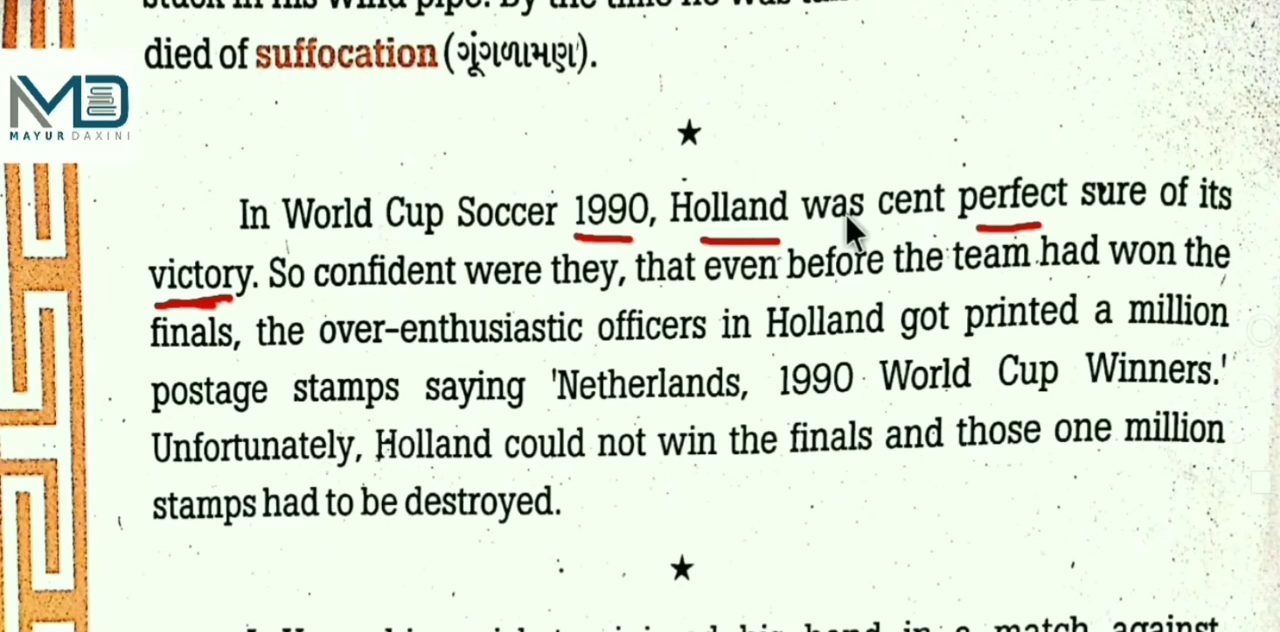 died of suffocation (ગૂંગળામણ).
MD
MAYUR DAXINI
★
In World Cup Soccer 1990, Holland was cent perfect sure of its
victory. So confident were they, that even before the team had won the
finals, the over-enthusiastic officers in Holland got printed a million
postage stamps saying 'Netherlands, 1990 World Cup Winners.'
Unfortunately, Holland could not win the finals and those one million
stamps had to be destroyed.
★